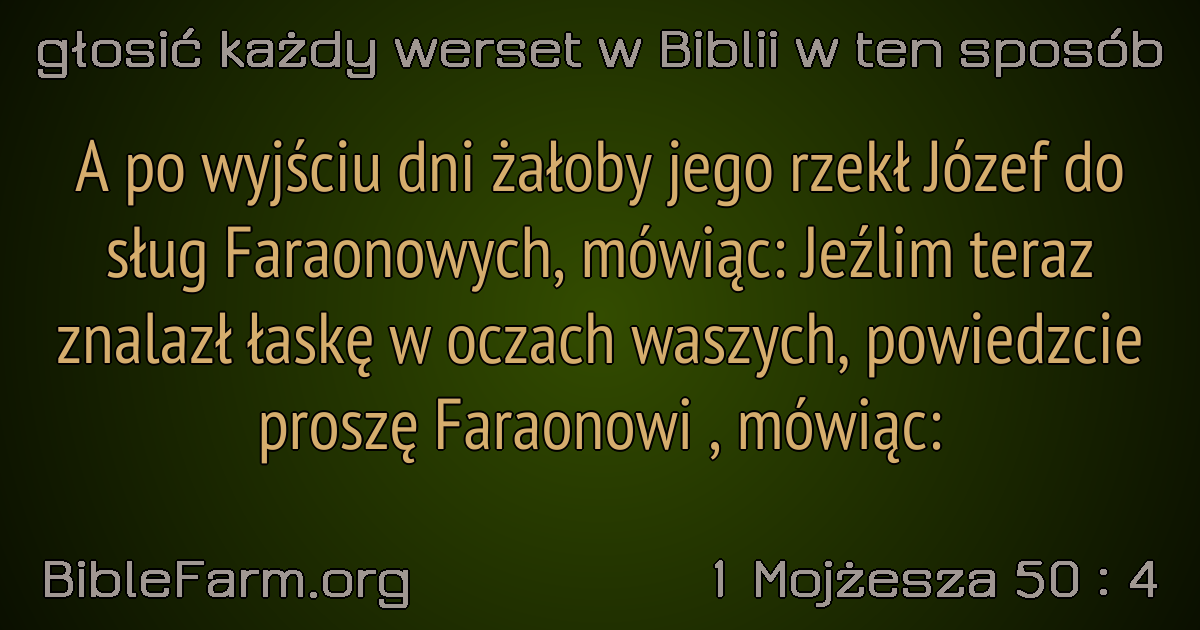 głosić każdy werset w Biblii w ten sposób
A po wyjściu dni żałoby jego rzekł Józef do
sług Faraonowych, mówiąc: Jeźlim teraz
znalazł łaskę w oczach waszych, powiedzcie
proszę Faraonowi , mówiąc:
BibleFarm.org
1 Mojżesza 50 : 4